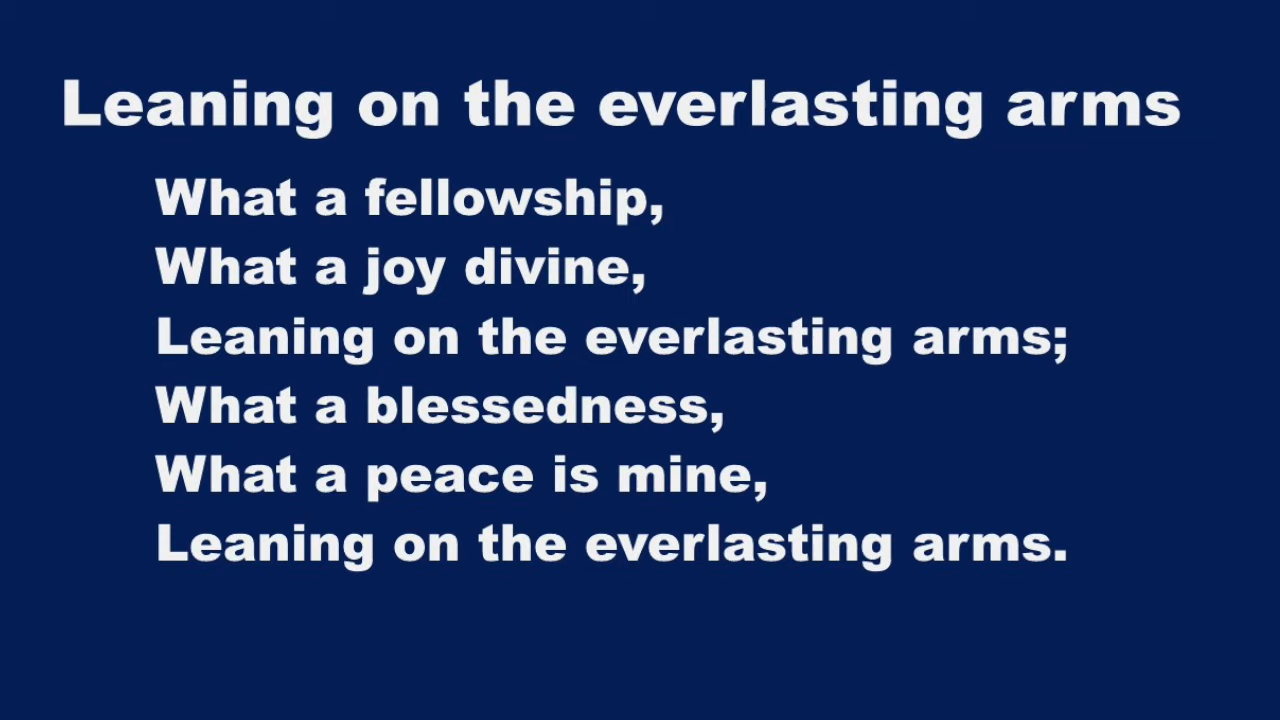 Leaning on the everlasting arms
What a fellowship,
What a joy divine,
Leaning on the everlasting arms;
What a blessedness,
What a peace is mine,
Leaning on the everlasting arms.